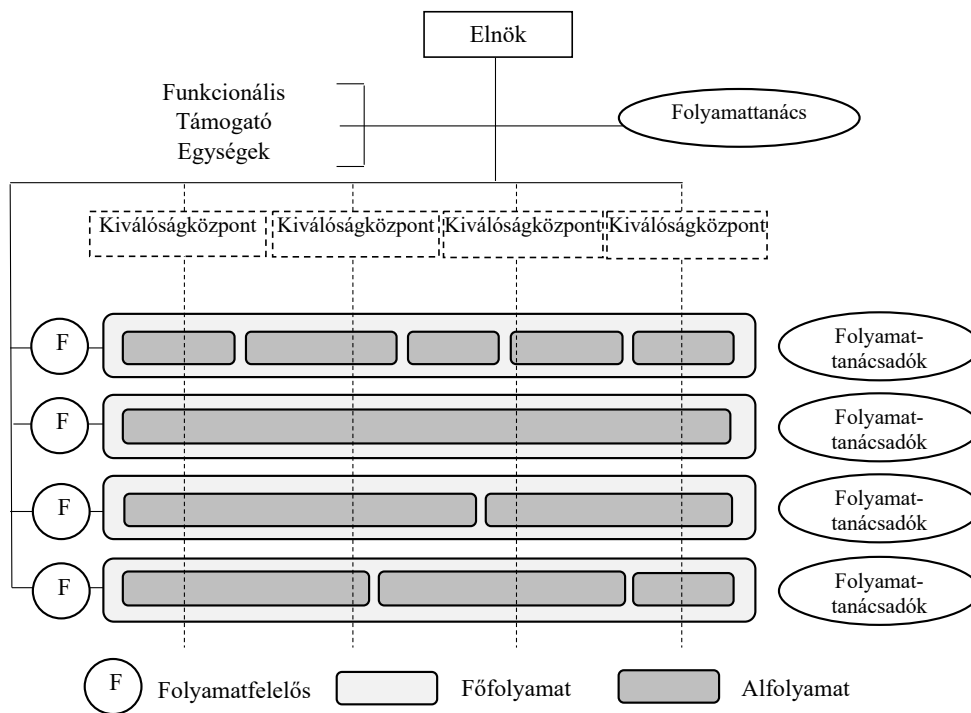 Elnök
Funkcionális
Támogató
Egységek
Folyamattanács
Kiválóságközpont
Kiválóságközpont
Kiválóságközpont
Kiválóságközpont
F
Folyamat-
tanácsadók
F
Folyamat-
tanácsadók
F
Folyamat-
tanácsadók
F
Folyamat-
tanácsadók
F
Folyamatfelelős
Főfolyamat
Alfolyamat